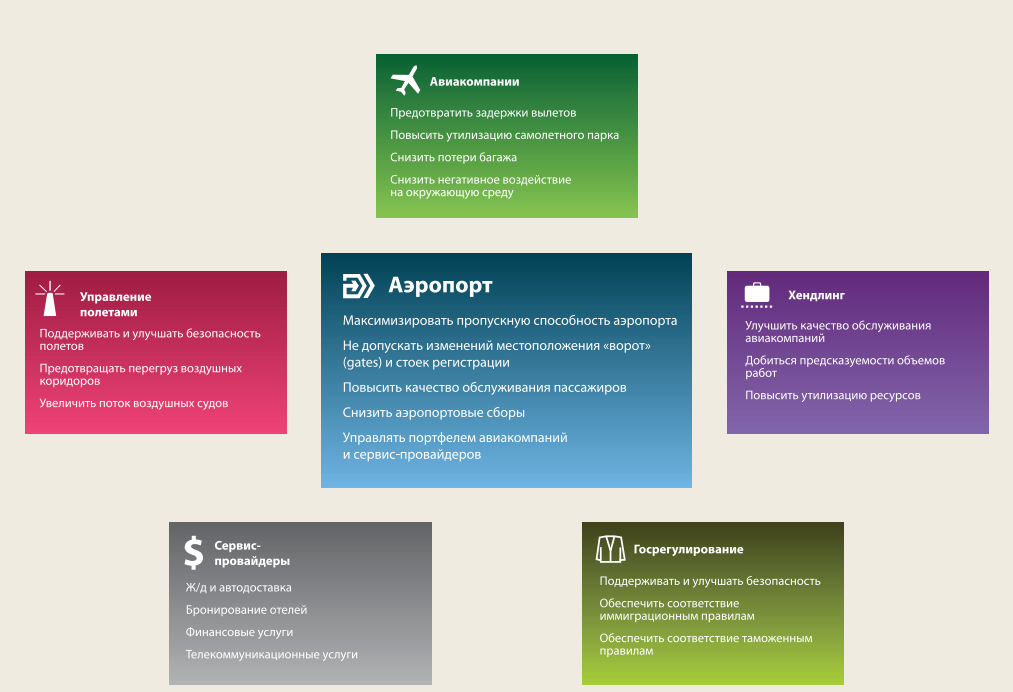 Авиакомпании
Предотвратить задержки вылетов
Повысить утилизацию самолетного парка
Снизить потери багажа
Снизить негативное воздействие
на окружающую среду
Управление
полетами
Поддерживать и улучшать безопасность
полетов
Предотвращать перегруз воздушных
коридоров
Увеличить поток воздушных судов
Аэропорт
Максимизировать пропускную способность аэропорта
Не допускать изменений местоположения «ворот»
(gates) и стоек регистрации
Повысить качество обслуживания пассажиров
Снизить аэропортовые сборы
Управлять портфелем авиакомпаний
и сервис-провайдеров
Хендлинг
Улучшить качество обслуживания
авиакомпаний
Добиться предсказуемости объемов
работ
Повысить утилизацию ресурсов
$
Сервис-
провайдеры
Ж/д и автодоставка
Бронирование отелей
Финансовые услуги
Телекоммуникационные услуги
Госрегулирование
Поддерживать и улучшать безопасность
Обеспечить соответствие
иммиграционным правилам
Обеспечить соответствие таможенным
правилам